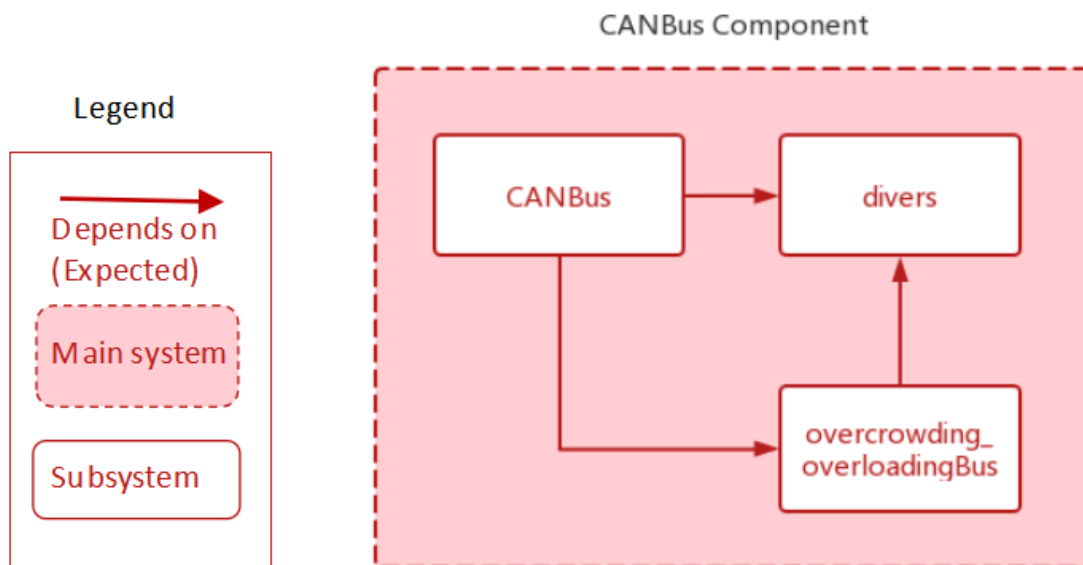 CANBus Component
Legend
Depends on
(Expected)
Main system
Subsystem
CANBus
divers
overcrowding_
overloadingBus